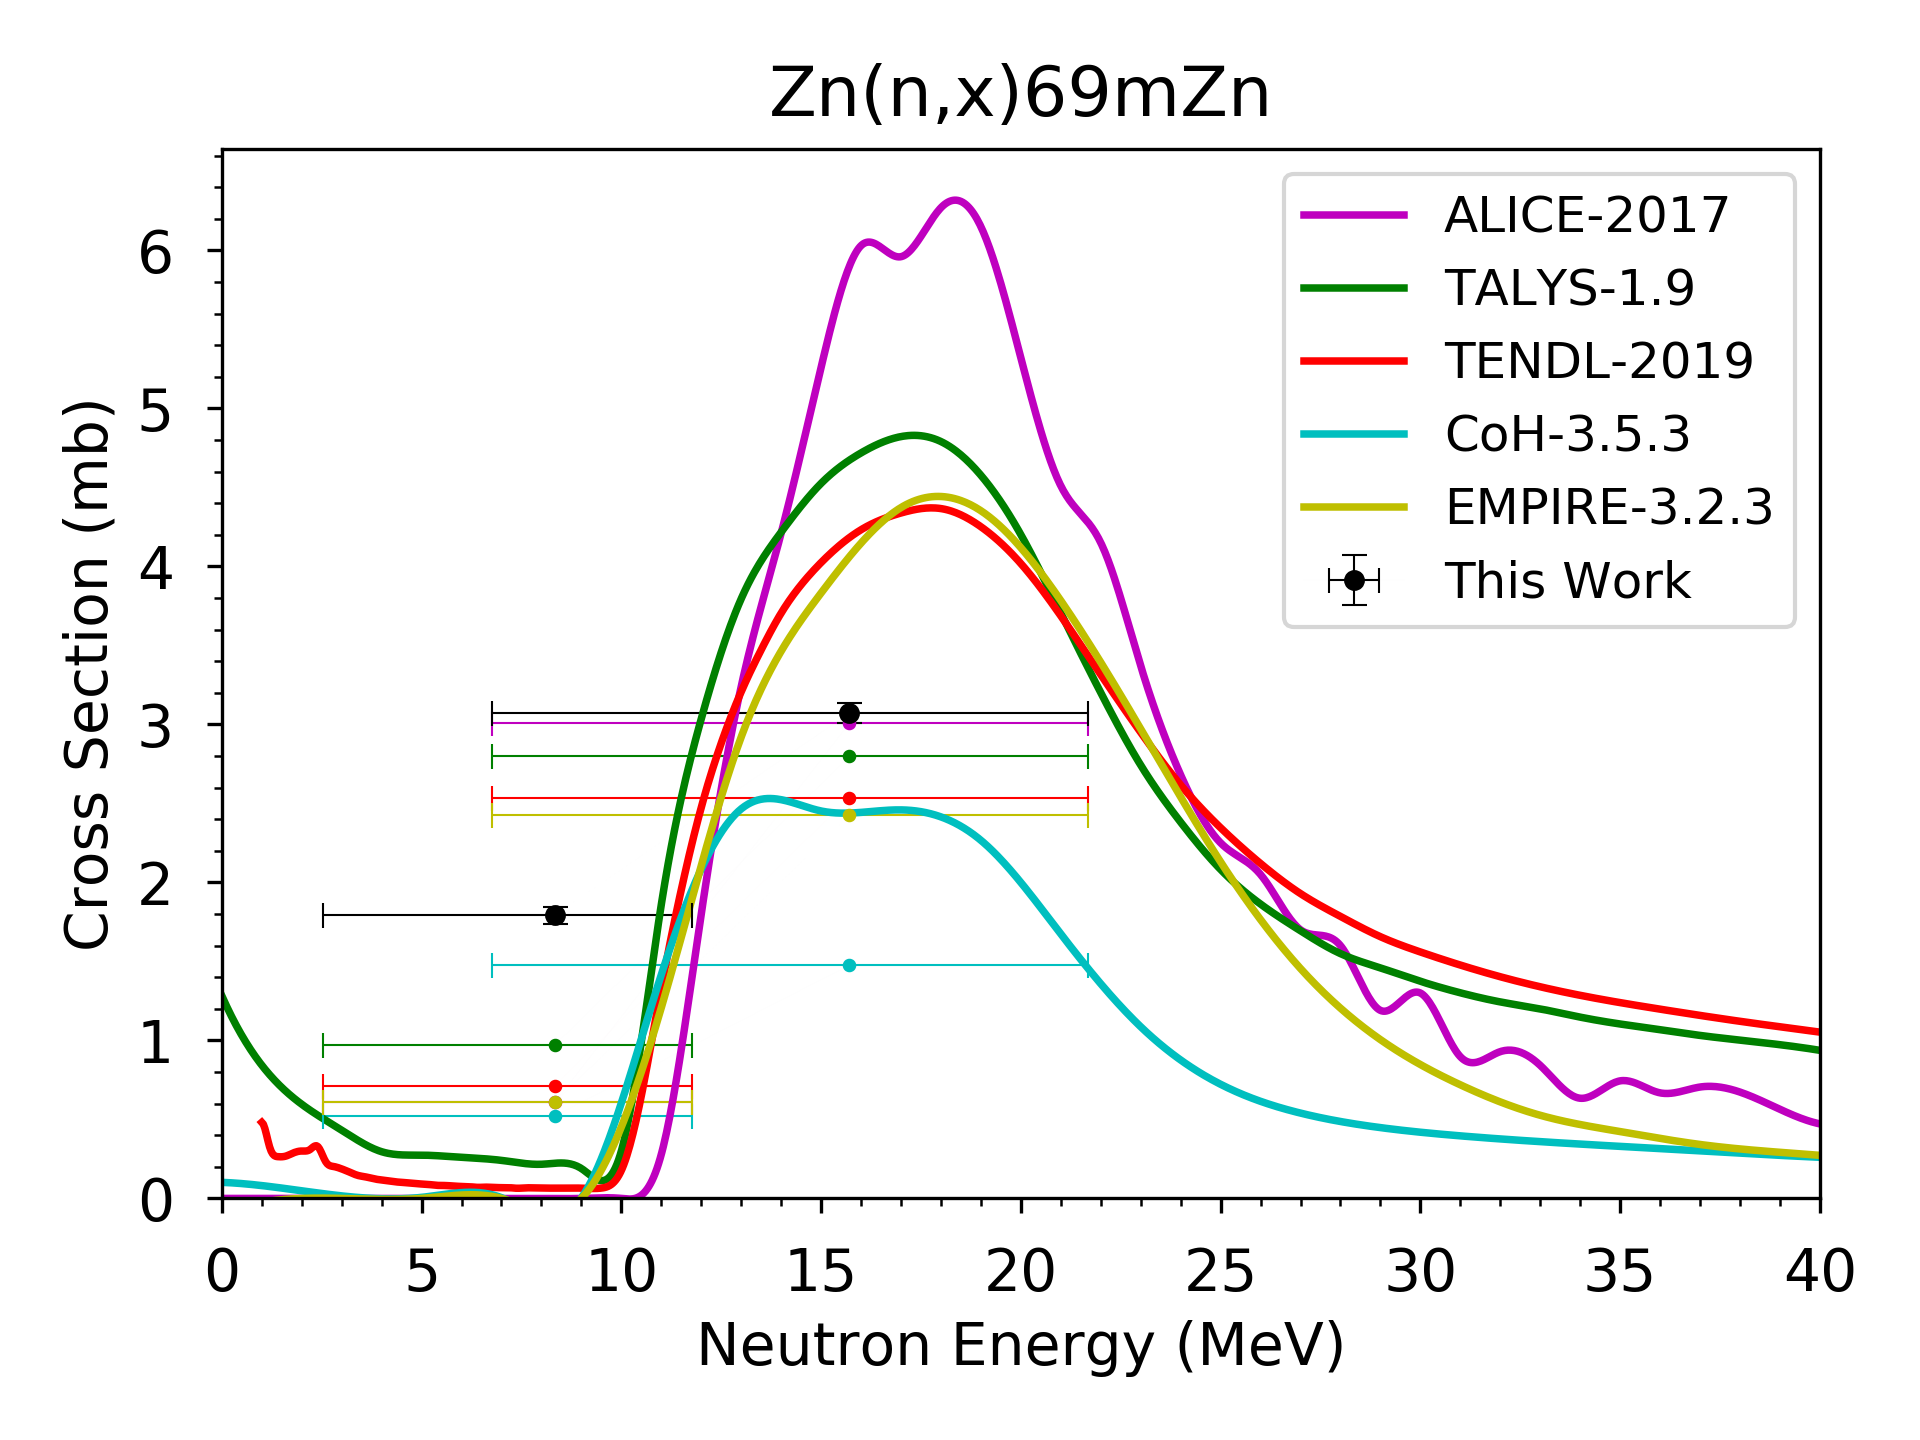 Zn(n,x)69mZn
ALICE-2017
TALYS-1.9
TENDL-2019
CoH-3.5.3
EMPIRE-3.2.3
This Work
Cross Section (mb)
6
5
4
3
2
1
0
0 5 10 15 20 25 30 35 40
Neutron Energy (MeV)